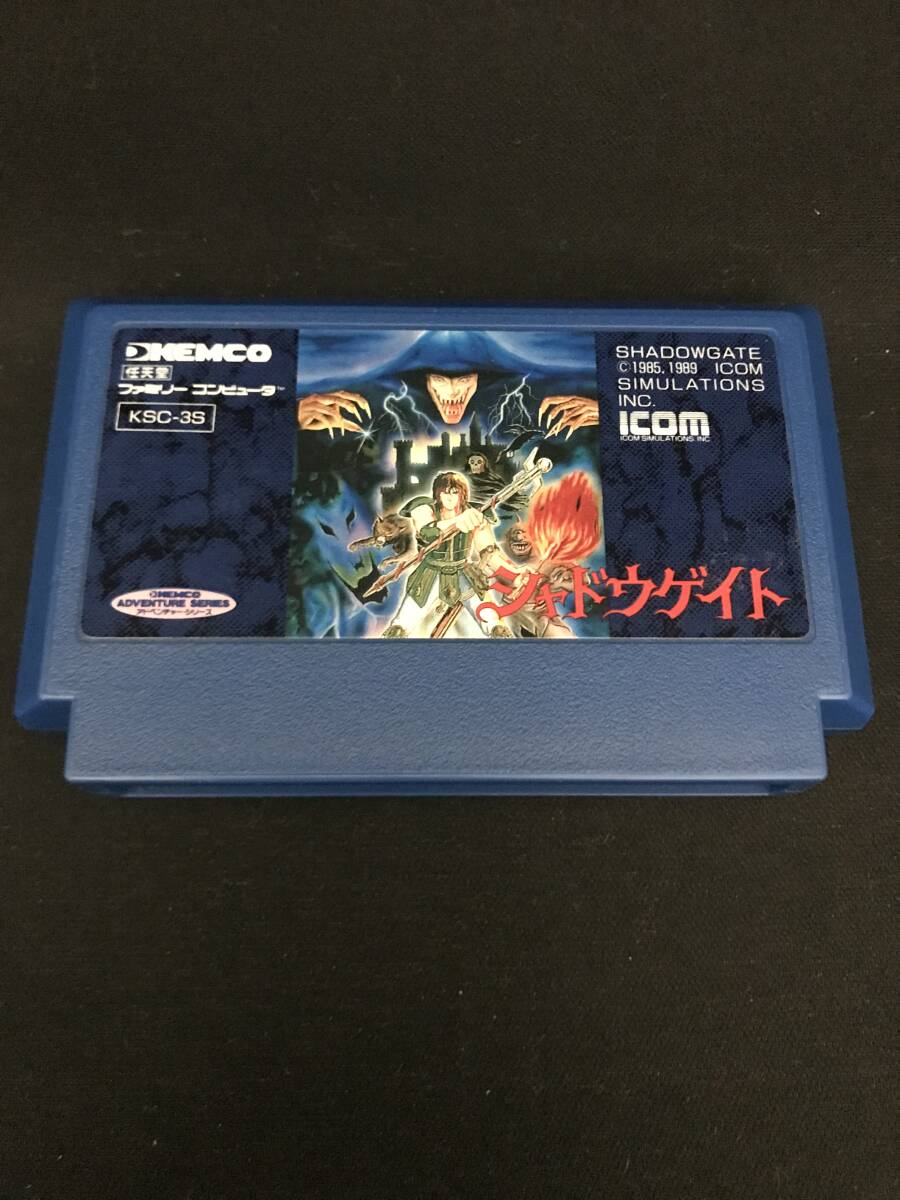 KEMCO
任天堂
ファミリー コンピュータ™
KSC-3S
KEMCO
ADVENTURE SERIES
アドベンチャー・シリーズ
シャドウゲイト
SHADOWGATE
©1985.1989 ICOM
SIMULATIONS
INC.
ICOM
ICOM SIMULATIONS, INC